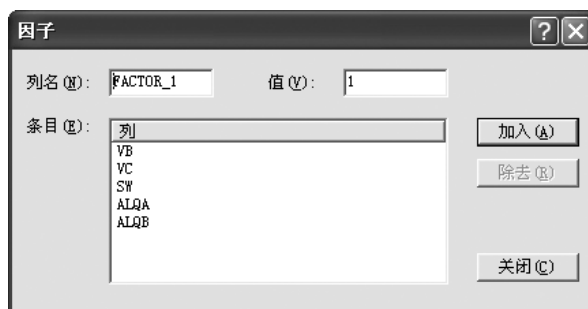 因子
列名(N): FACTOR_1 值(V): 1
条目(E): 列 加入(A)
VB
VC 除去(R)
SW
ALQA
ALQB
关闭(C)